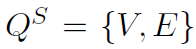 Q^S = {V, E}